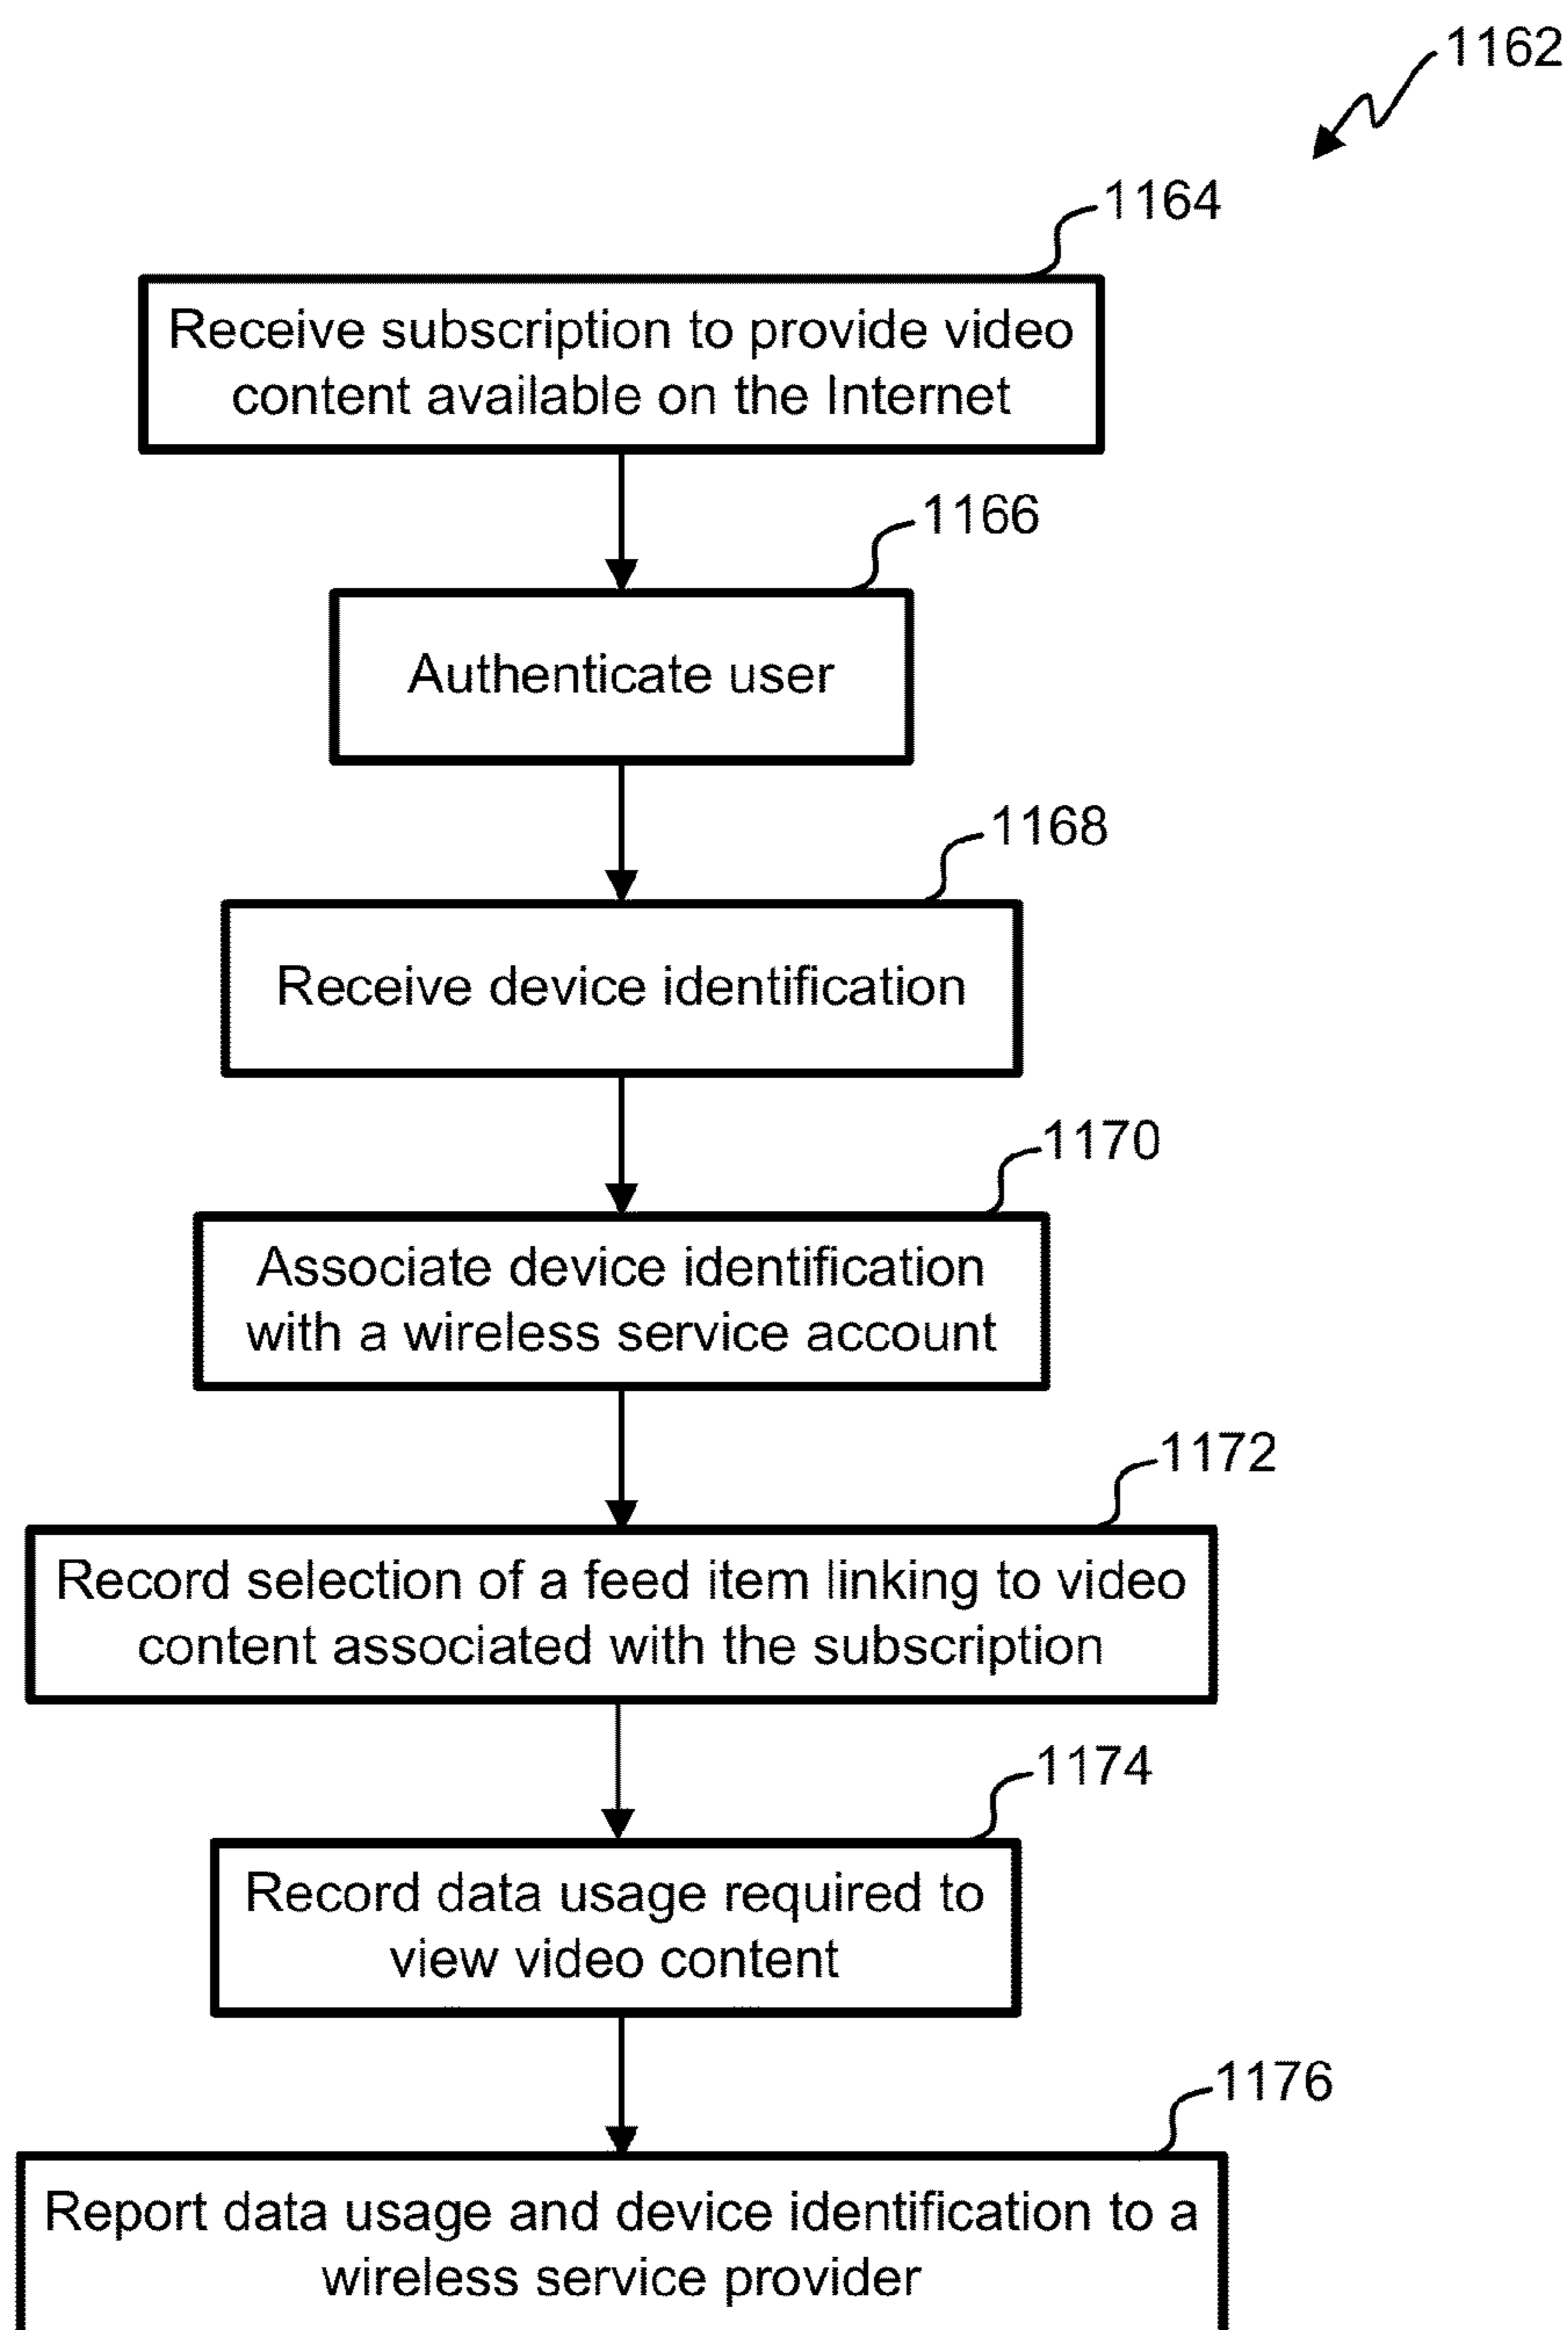 1162
1164
Receive subscription to provide video
content available on the Internet
1166
Authenticate user
1168
Receive device identification
1170
Associate device identification
with a wireless service account
1172
Record selection of a feed item linking to video
content associated with the subscription
1174
Record data usage required to
view video content
1176
Report data usage and device identification to a
wireless service provider